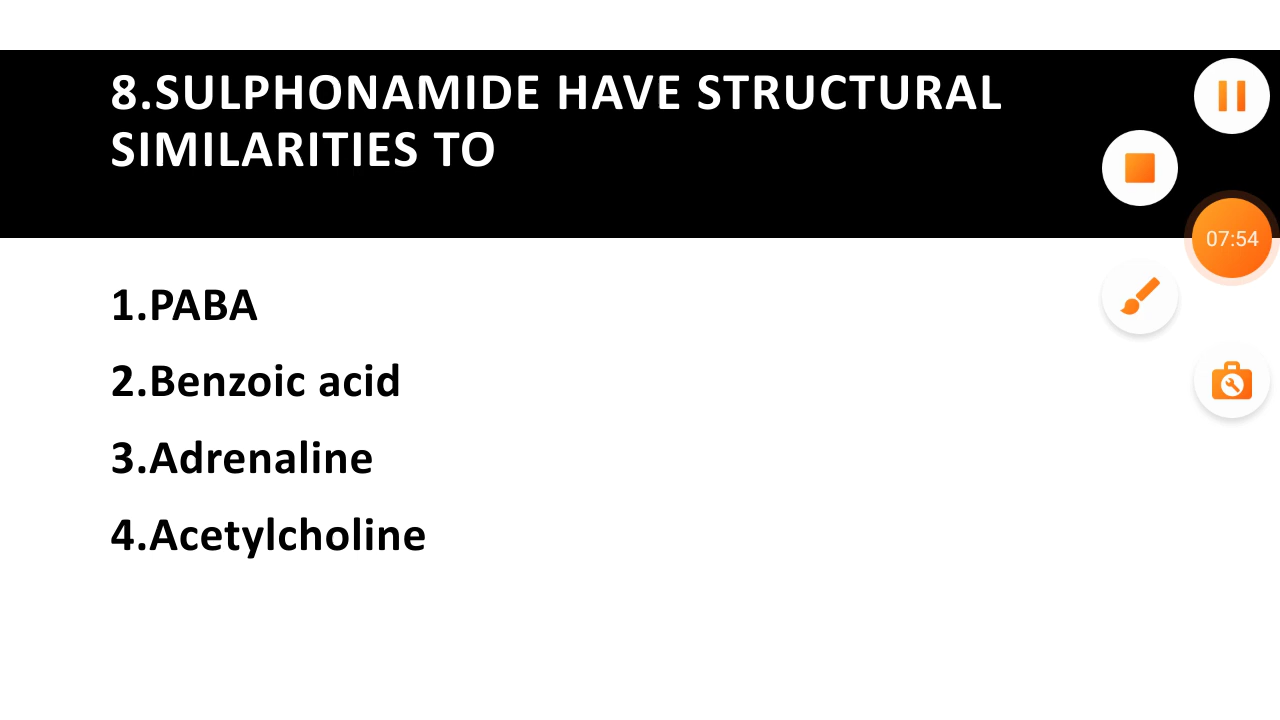 8.SULPHONAMIDE HAVE STRUCTURAL
SIMILARITIES TO
07:54
1.PABA
2.Benzoic acid
3.Adrenaline
4.Acetylcholine